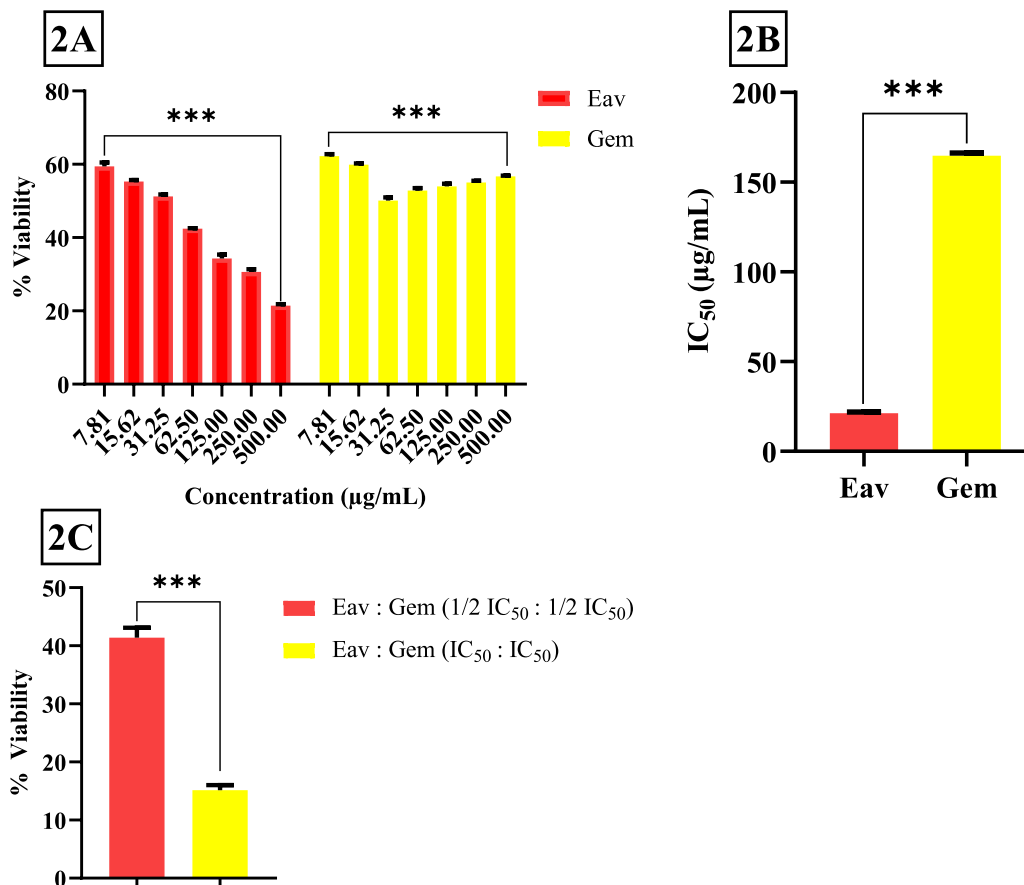 2A
80
60
40
20
0
% Viability
***
***
Eav
Gem
7.81
15.62
31.25
62.50
125.00
250.00
500.00
7.81
15.62
31.25
62.50
125.00
250.00
500.00
Concentration (µg/mL)
2B
200
150
100
50
0
IC50 (µg/mL)
***
Eav
Gem
2C
50
40
30
20
10
0
% Viability
***
Eav : Gem (1/2 IC50 : 1/2 IC50)
Eav : Gem (IC50 : IC50)